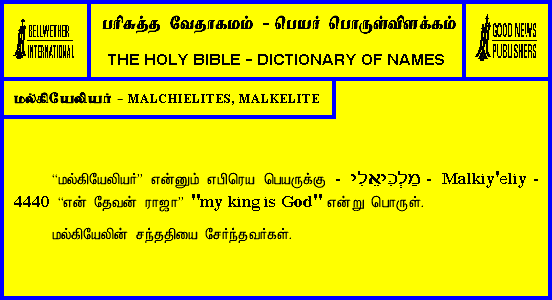 BELLWETHER
INTERNATIONAL
பரிசுத்த வேதாகமம் - பெயர் பொருள்விளக்கம்
THE HOLY BIBLE - DICTIONARY OF NAMES
GOOD NEWS
PUBLISHERS
மல்கியேலியர் - MALCHIELITES, MALKELITE
“மல்கியேலியர்” என்னும் எபிரெய பெயருக்கு - מַלְכִּיאֵלִי - Malkiy'eliy -
4440 “என் தேவன் ராஜா” "my king is God" என்று பொருள்.
மல்கியேலின் சந்ததியை சேர்ந்தவர்கள்.